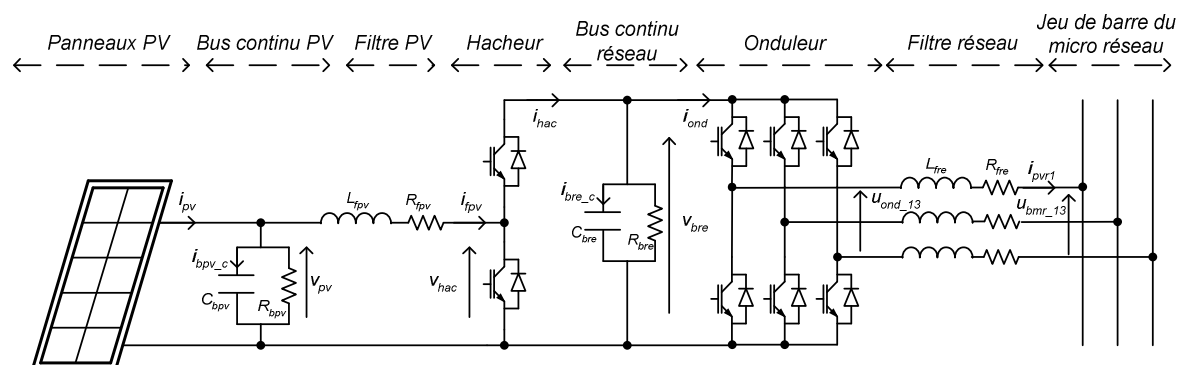 Panneaux PV
Bus continu PV
Filtre PV
Hacheur
Bus continu
réseau
Onduleur
Filtre réseau
Jeu de barre du
micro réseau
i_pv
L_fpv
R_fpv
i_fpv
i_hac
i_ond
i_bpv_c
C_bpv
R_bpv
v_pv
v_hac
i_bre_c
C_bre
R_bre
v_bre
L_fre
R_fre
i_pvr1
u_ond_13
u_bmr_13